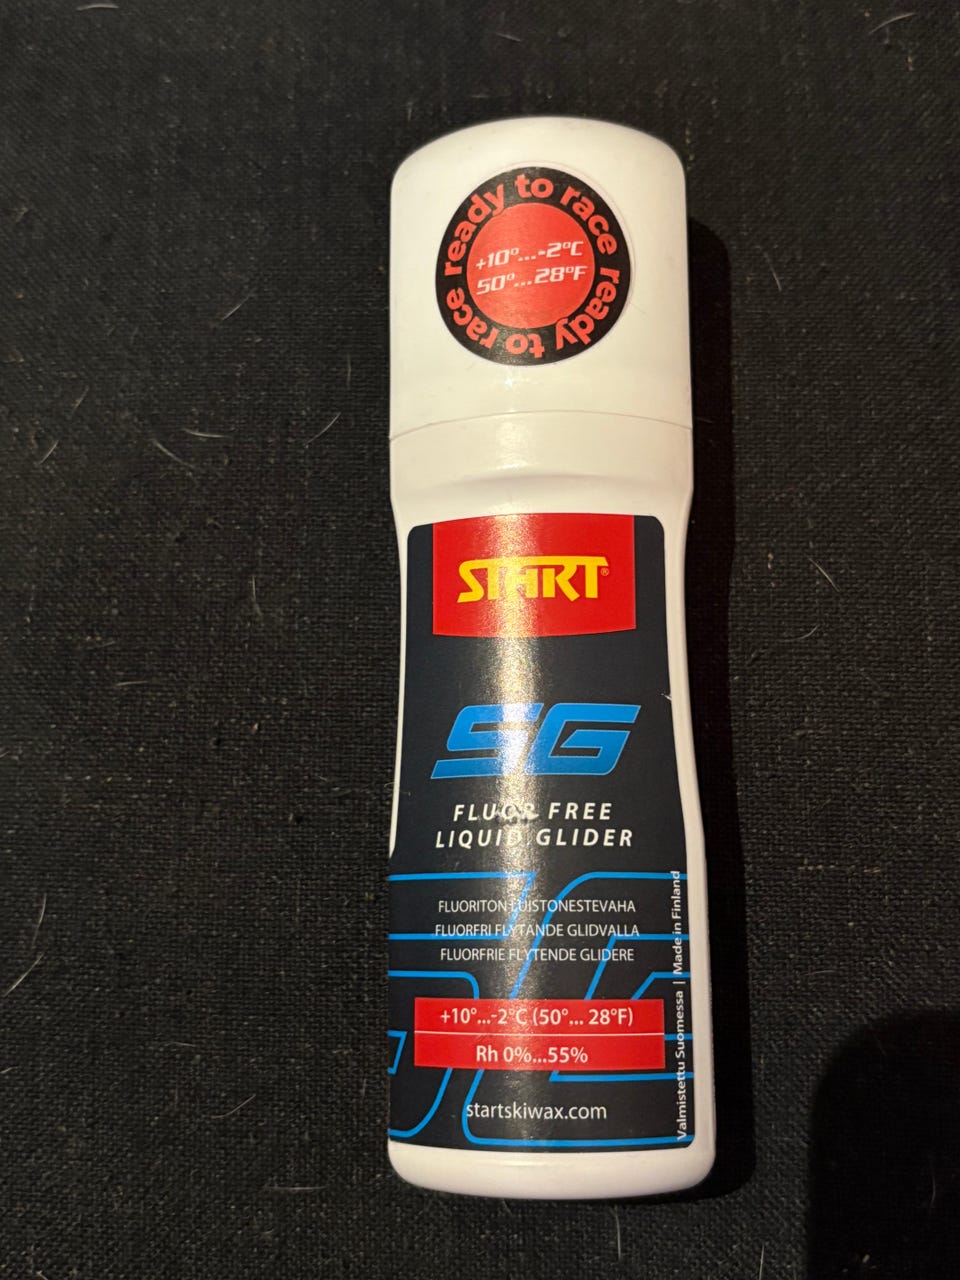 ready to race ready to race
+10°...-2°C
50°...28°F
START®
SG
FLUOR FREE
LIQUID GLIDER
FLUORITON LUISTONESTEVAHA
FLUORFRI FLYTANDE GLIDVALLA
FLUORFRIE FLYTENDE GLIDERE
+10°...-2°C (50°... 28°F)
Rh 0%...55%
startskiwax.com
Valmistettu Suomessa | Made in Finland